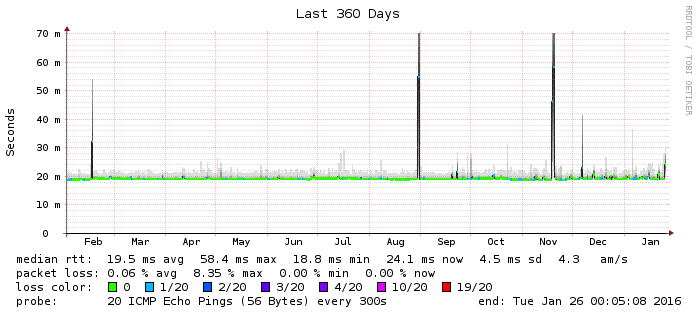 Last 360 Days
RRDTOOL / TOBI OETIKER
70 m
60 m
50 m
40 m
30 m
20 m
10 m
0
Seconds
Feb Mar Apr May Jun Jul Aug Sep Oct Nov Dec Jan
median rtt: 19.5 ms avg 58.4 ms max 18.8 ms min 24.1 ms now 4.5 ms sd 4.3 am/s
packet loss: 0.06 % avg 8.35 % max 0.00 % min 0.00 % now
loss color: 0 1/20 2/20 3/20 4/20 10/20 19/20
probe: 20 ICMP Echo Pings (56 Bytes) every 300s end: Tue Jan 26 00:05:08 2016